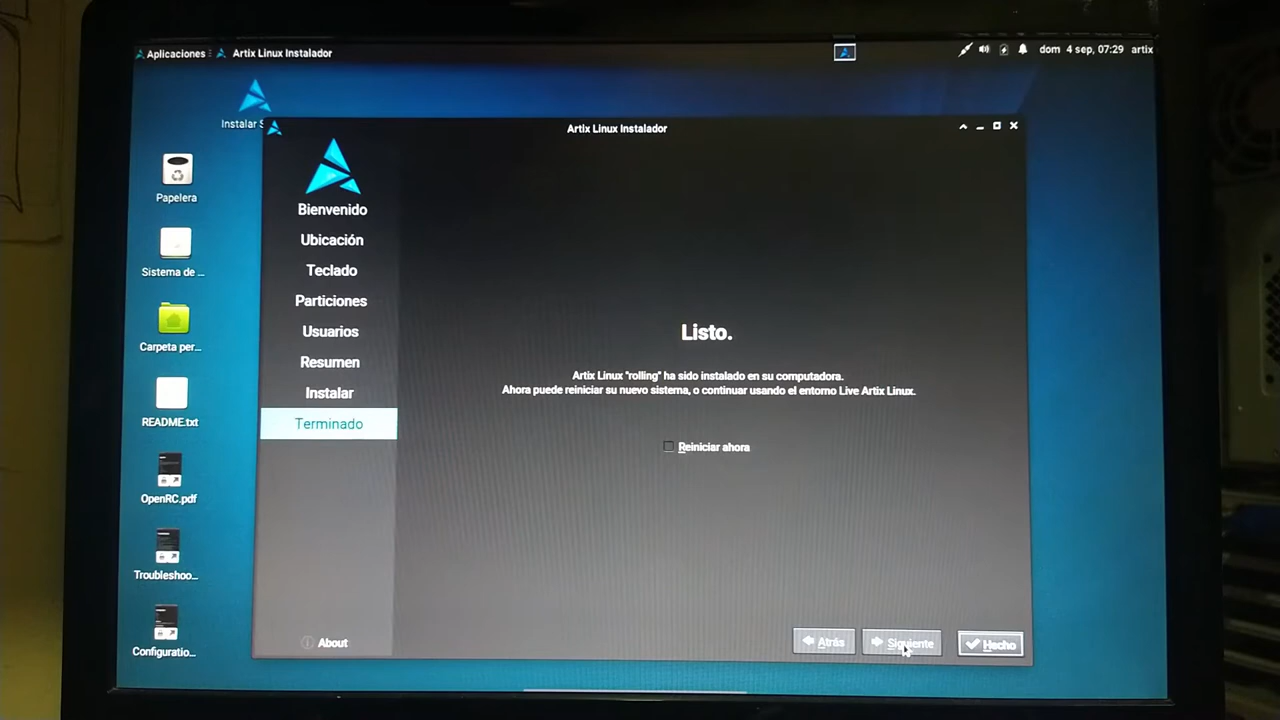 Aplicaciones
Artix Linux Instalador
dom 4 sep, 07:29
artix
Instalar S
Papelera
Sistema de ...
Carpeta per...
README.txt
OpenRC.pdf
Troubleshoo...
Configuratio...
Artix Linux Instalador
Bienvenido
Ubicación
Teclado
Particiones
Usuarios
Resumen
Instalar
Terminado
About
Listo.
Artix Linux "rolling" ha sido instalado en su computadora.
Ahora puede reiniciar su nuevo sistema, o continuar usando el entorno Live Artix Linux.
Reiniciar ahora
Atrás
Siguiente
Hecho